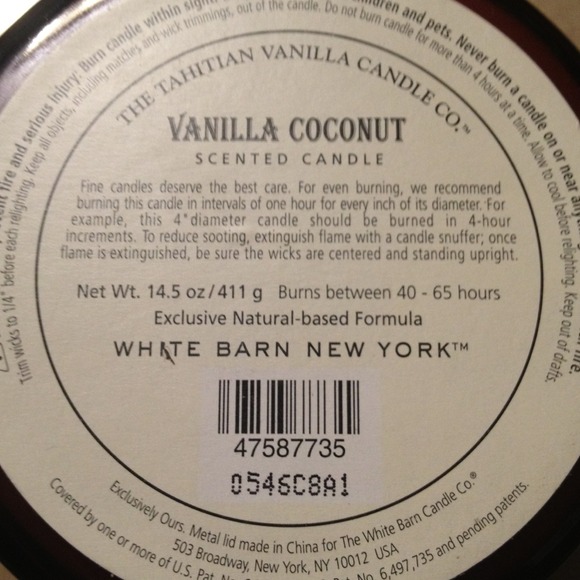 THE TAHITIAN VANILLA CANDLE CO.™
VANILLA COCONUT
SCENTED CANDLE
Fine candles deserve the best care. For even burning, we recommend
burning this candle in intervals of one hour for every inch of its diameter. For
example, this 4" diameter candle should be burned in 4-hour
increments. To reduce sooting, extinguish flame with a candle snuffer; once
flame is extinguished, be sure the wicks are centered and standing upright.
Net Wt. 14.5 oz/411 g Burns between 40 - 65 hours
Exclusive Natural-based Formula
WHITE BARN NEW YORK™
47587735
0546C8A1
Exclusively Ours. Metal lid made in China for The White Barn Candle Co.®
503 Broadway, New York, NY 10012 USA
Covered by one or more of U.S. Pat. No. 6,497,735 and pending patents.
fire and serious injury: Burn candle within sight. children and pets. Never burn a candle on or near
Trim wicks to 1/4" before each relighting. Keep all objects, including matches and wick trimmings, out of the candle. Do not burn candle for more than 4 hours at a time. Allow to cool before relighting. Keep out of drafts.